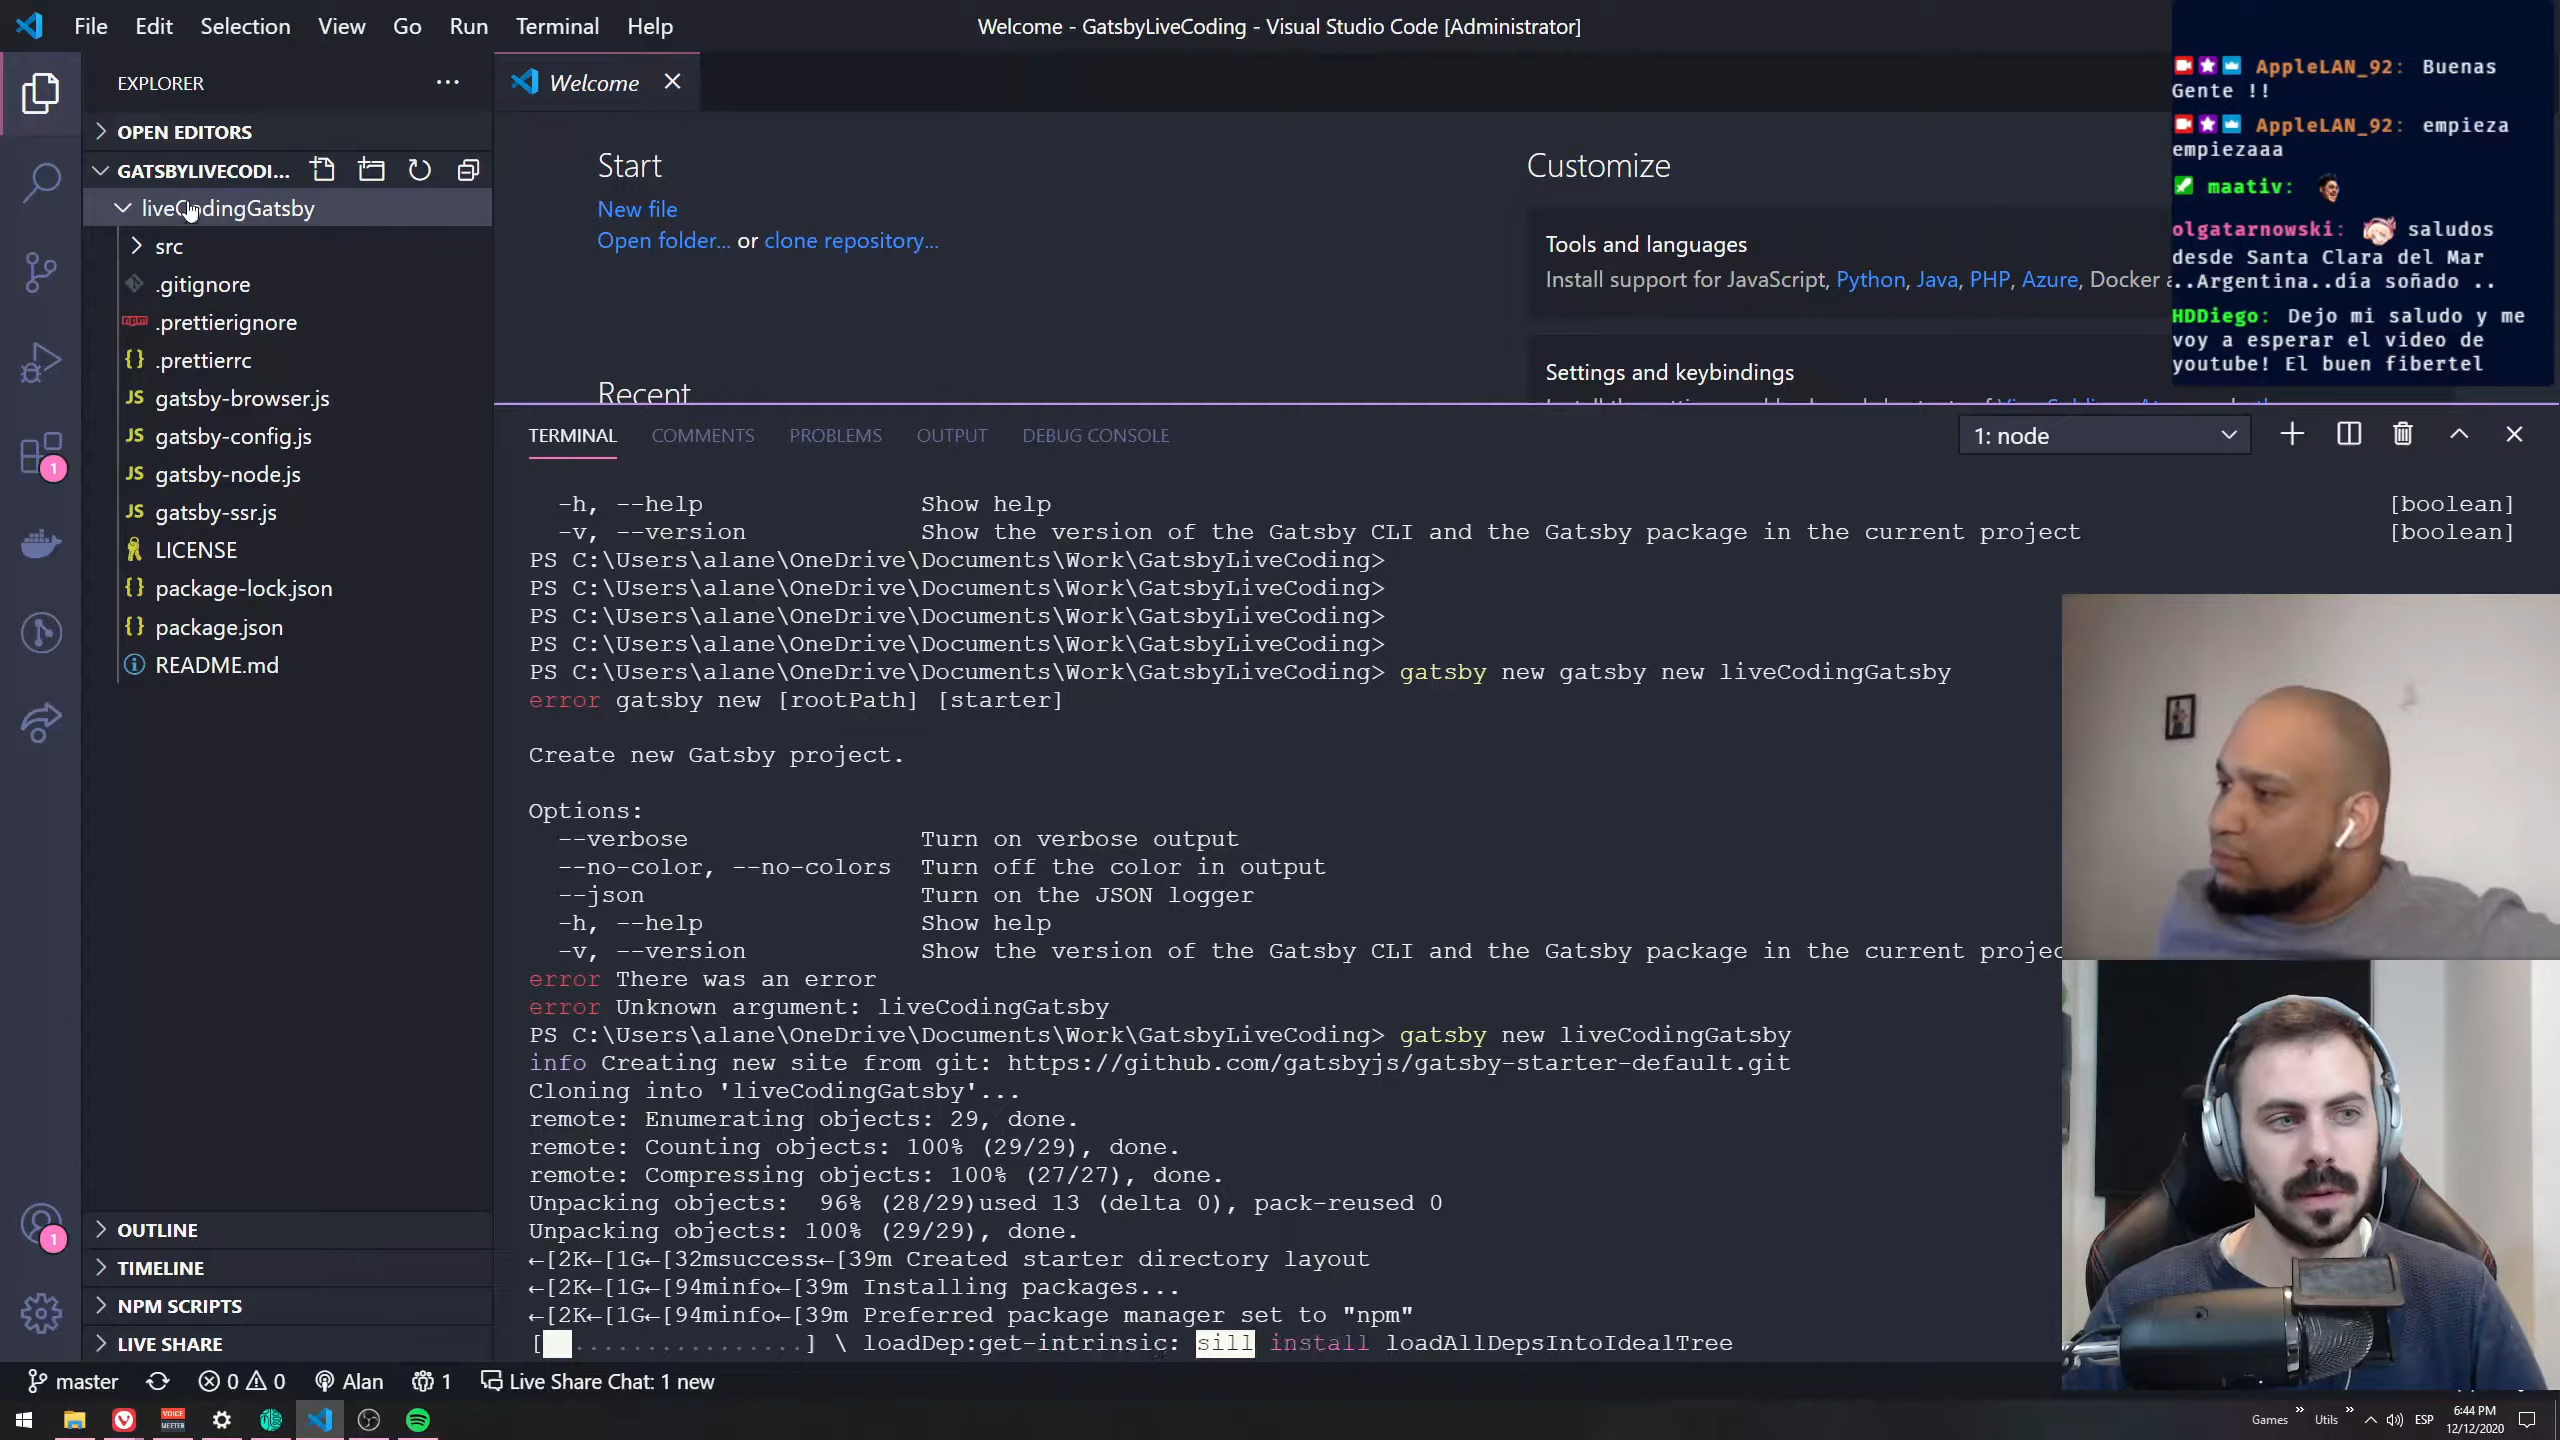 File Edit Selection View Go Run Terminal Help
Welcome - GatsbyLiveCoding - Visual Studio Code [Administrator]
EXPLORER
OPEN EDITORS
GATSBYLIVECODI...
liveCodingGatsby
src
.gitignore
.prettierignore
.prettierrc
gatsby-browser.js
gatsby-config.js
gatsby-node.js
gatsby-ssr.js
LICENSE
package-lock.json
package.json
README.md
OUTLINE
TIMELINE
NPM SCRIPTS
LIVE SHARE
Welcome
Start
New file
Open folder... or clone repository...
Recent
Customize
Tools and languages
Install support for JavaScript, Python, Java, PHP, Azure, Docker
Settings and keybindings
AppleLAN_92: Buenas
Gente !!
AppleLAN_92: empieza
empiezaaa
maativ:
olgatarnowski: saludos
desde Santa Clara del Mar
..Argentina..día soñado ..
HDDiego: Dejo mi saludo y me
voy a esperar el video de
youtube! El buen fibertel
TERMINAL COMMENTS PROBLEMS OUTPUT DEBUG CONSOLE
1: node
-h, --help Show help [boolean]
-v, --version Show the version of the Gatsby CLI and the Gatsby package in the current project [boolean]
PS C:\Users\alane\OneDrive\Documents\Work\GatsbyLiveCoding>
PS C:\Users\alane\OneDrive\Documents\Work\GatsbyLiveCoding>
PS C:\Users\alane\OneDrive\Documents\Work\GatsbyLiveCoding>
PS C:\Users\alane\OneDrive\Documents\Work\GatsbyLiveCoding>
PS C:\Users\alane\OneDrive\Documents\Work\GatsbyLiveCoding> gatsby new gatsby new liveCodingGatsby
error gatsby new [rootPath] [starter]
Create new Gatsby project.
Options:
--verbose Turn on verbose output
--no-color, --no-colors Turn off the color in output
--json Turn on the JSON logger
-h, --help Show help
-v, --version Show the version of the Gatsby CLI and the Gatsby package in the current projec
error There was an error
error Unknown argument: liveCodingGatsby
PS C:\Users\alane\OneDrive\Documents\Work\GatsbyLiveCoding> gatsby new liveCodingGatsby
info Creating new site from git: https://github.com/gatsbyjs/gatsby-starter-default.git
Cloning into 'liveCodingGatsby'...
remote: Enumerating objects: 29, done.
remote: Counting objects: 100% (29/29), done.
remote: Compressing objects: 100% (27/27), done.
Unpacking objects: 96% (28/29)used 13 (delta 0), pack-reused 0
Unpacking objects: 100% (29/29), done.
←[2K←[1G←[32msuccess←[39m Created starter directory layout
←[2K←[1G←[94minfo←[39m Installing packages...
←[2K←[1G←[94minfo←[39m Preferred package manager set to "npm"
[ ................] \ loadDep:get-intrinsic: sill install loadAllDepsIntoIdealTree
master 0 0 Alan 1 Live Share Chat: 1 new
VOICE
MEETER
Games Utils ESP
6:44 PM
12/12/2020